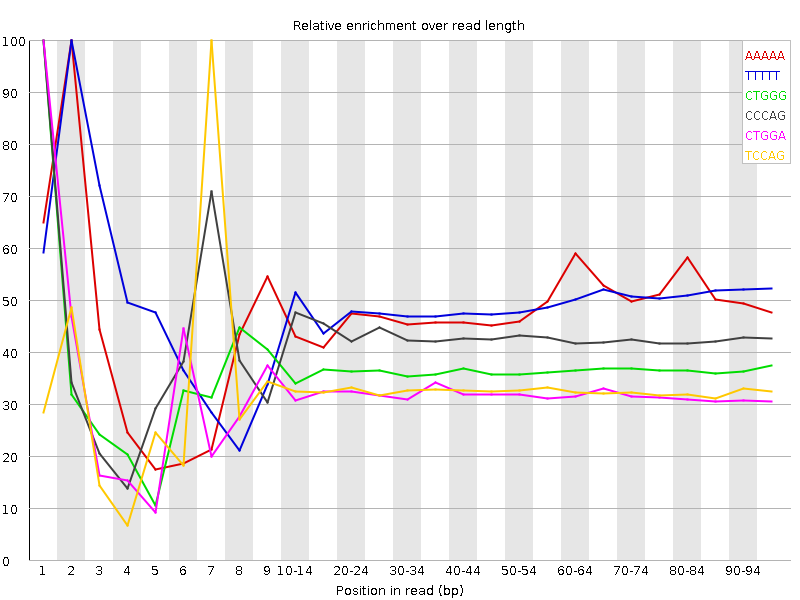 Relative enrichment over read length
100
90
80
70
60
50
40
30
20
10
0
AAAAA
TTTTT
CTGGG
CCCAG
CTGGA
TCCAG
1 2 3 4 5 6 7 8 9 10-14 20-24 30-34 40-44 50-54 60-64 70-74 80-84 90-94
Position in read (bp)